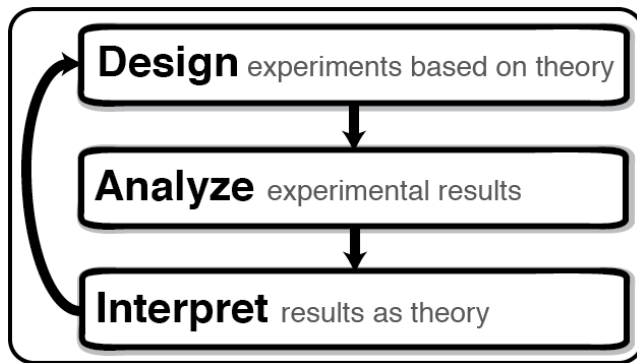 Design experiments based on theory
Analyze experimental results
Interpret results as theory